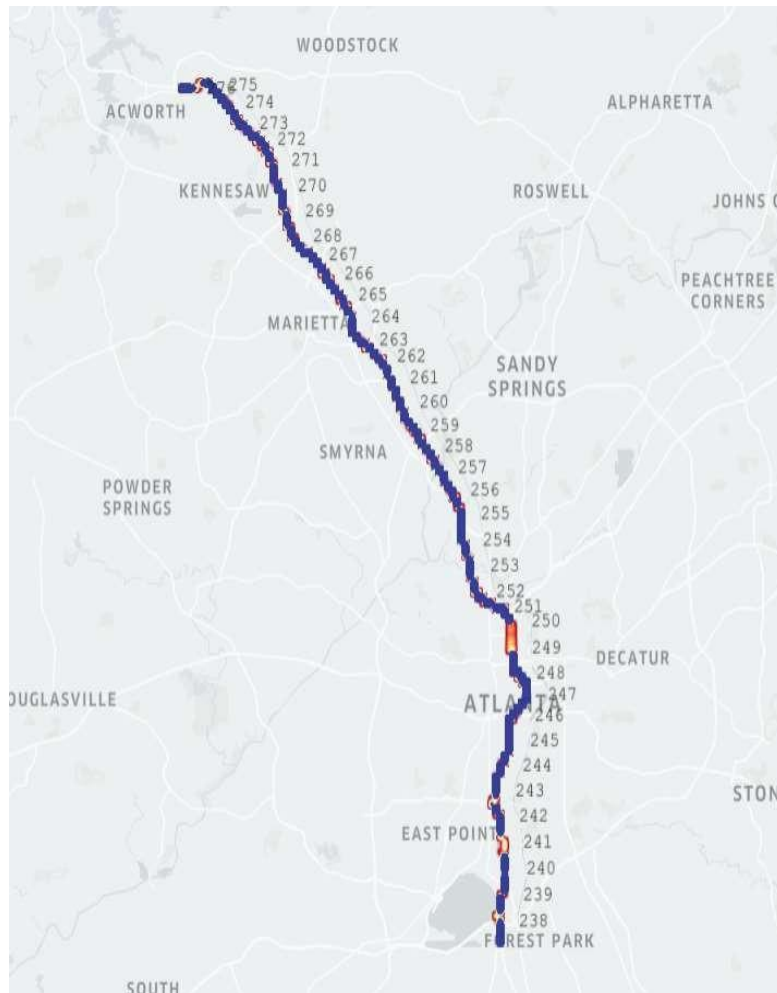 WOODSTOCK
275
276
ALPHARETTA
274
ACWORTH
273
272
271
270
KENNESAW
ROSWELL
JOHNS C
269
268
267
266
PEACHTREE
CORNERS
265
264
MARIETTA
263
262
SANDY
SPRINGS
261
260
259
258
SMYRNA
257
POWDER
SPRINGS
256
255
254
253
252
251
250
249
DECATUR
248
247
OUGLASVILLE
ATLANTA
246
245
244
243
STON
242
EAST POINT
241
240
239
238
FOREST PARK
SOUTH